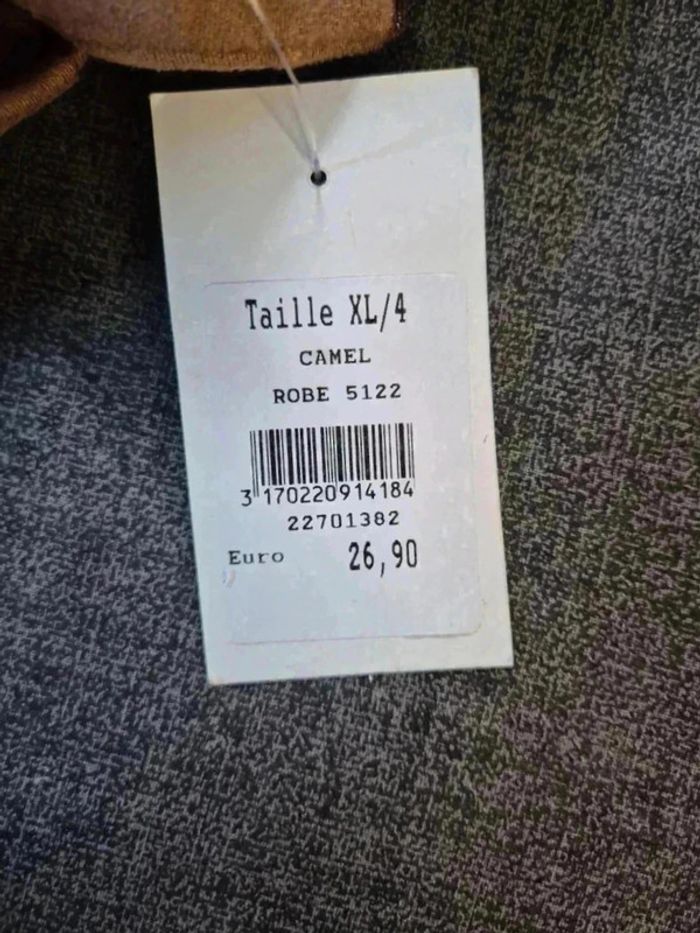 Taille XL/4
CAMEL
ROBE 5122
3 170220 914184
22701382
Euro 26,90